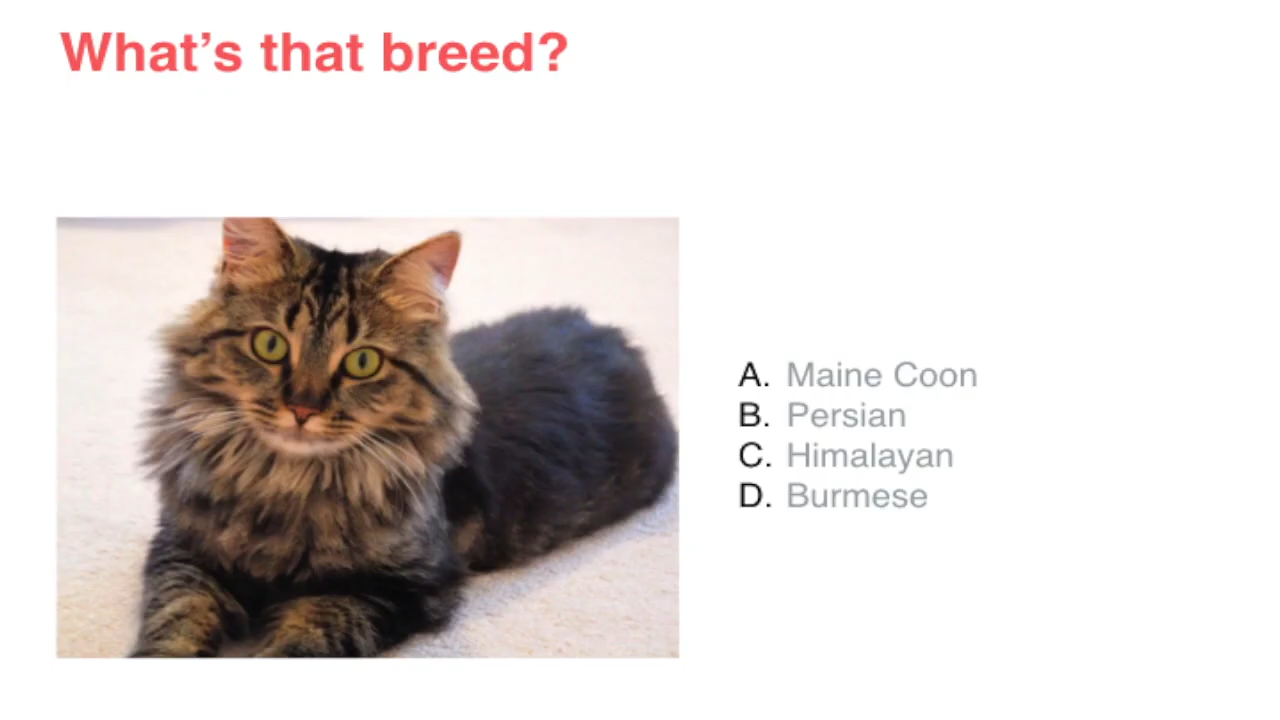 What’s that breed?
A. Maine Coon
B. Persian
C. Himalayan
D. Burmese